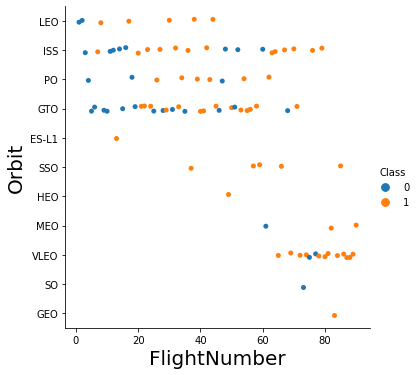 LEO
ISS
PO
GTO
ES-L1
SSO
HEO
MEO
VLEO
SO
GEO
Orbit
0 20 40 60 80
FlightNumber
Class
0
1